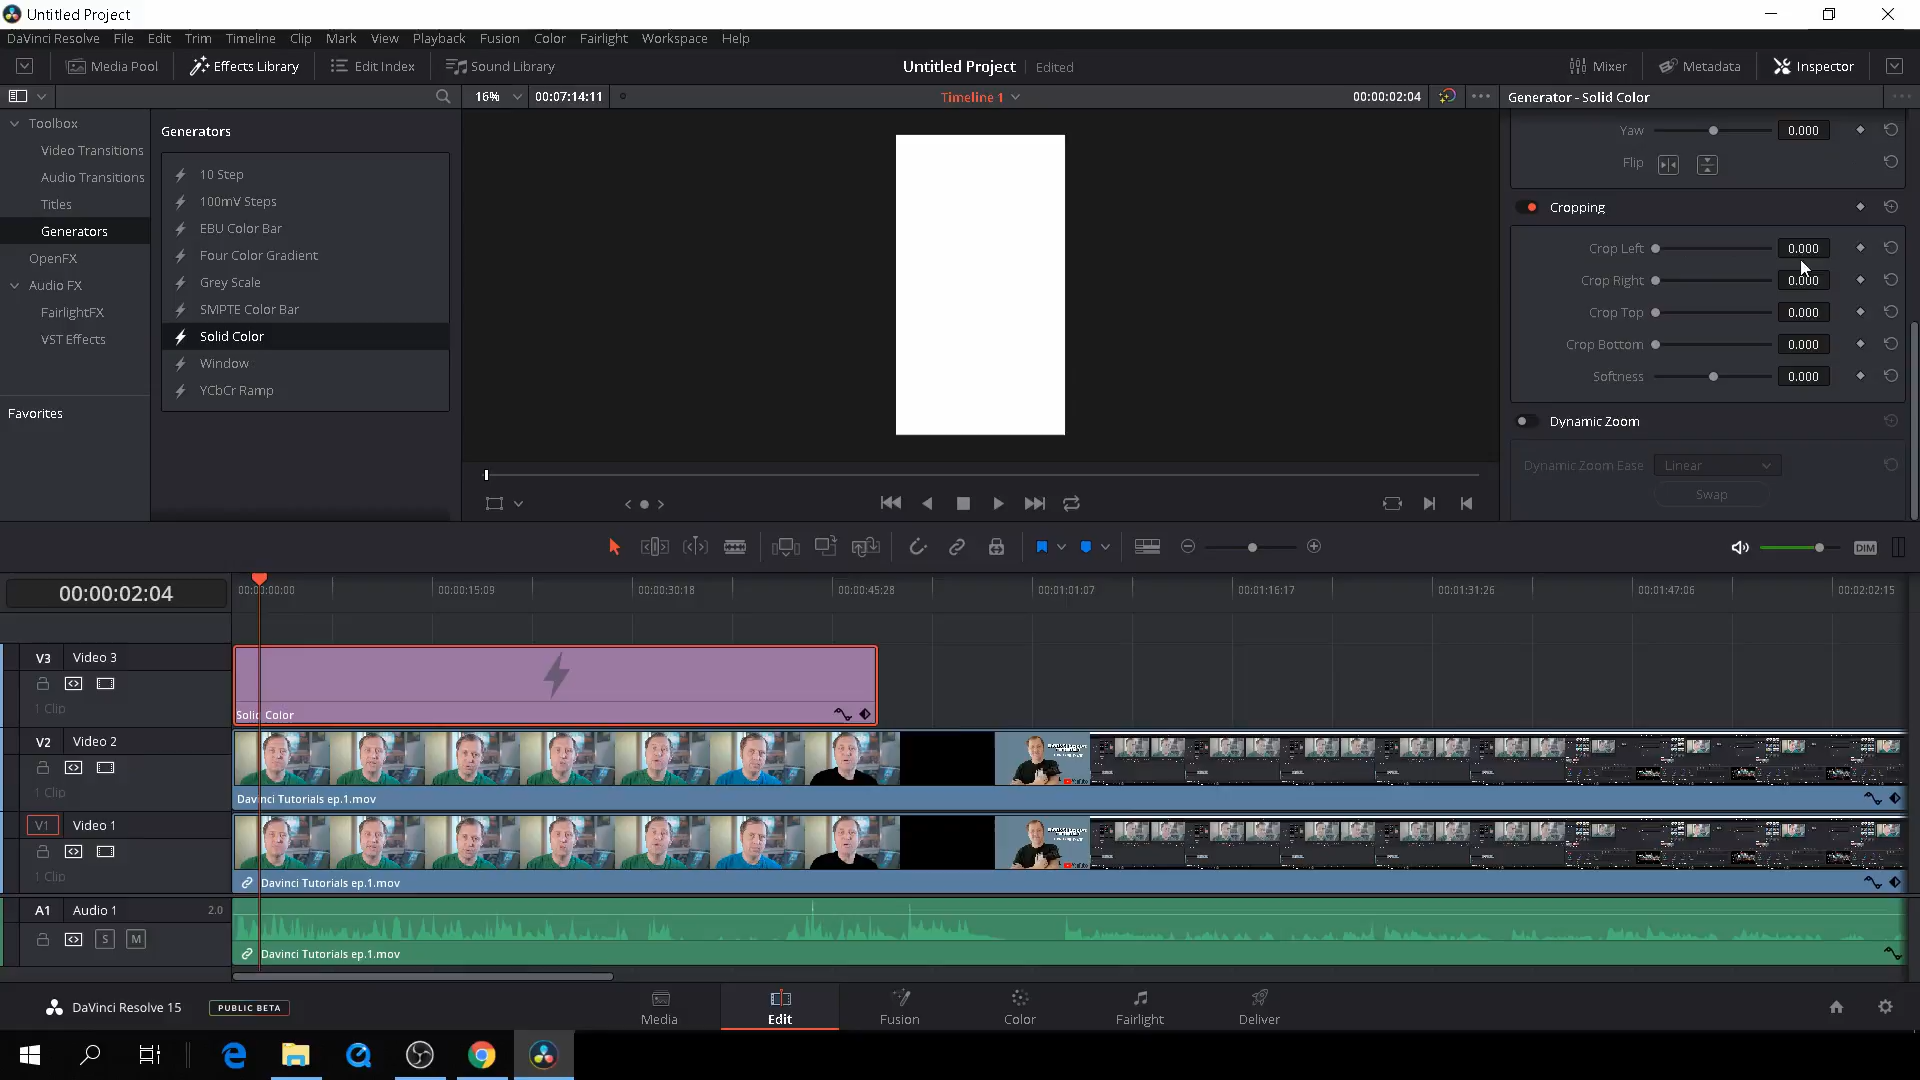 Untitled Project
DaVinci Resolve File Edit Trim Timeline Clip Mark View Playback Fusion Color Fairlight Workspace Help
Media Pool Effects Library Edit Index Sound Library Untitled Project Edited Mixer Metadata Inspector
16% 00:07:14:11 Timeline 1 00:00:02:04 Generator - Solid Color
Toolbox
Video Transitions
Audio Transitions
Titles
Generators
OpenFX
Audio FX
FairlightFX
VST Effects
Favorites
Generators
10 Step
100mV Steps
EBU Color Bar
Four Color Gradient
Grey Scale
SMPTE Color Bar
Solid Color
Window
YCbCr Ramp
Yaw 0.000
Flip
Cropping
Crop Left 0.000
Crop Right 0.000
Crop Top 0.000
Crop Bottom 0.000
Softness 0.000
Dynamic Zoom
Dynamic Zoom Ease Linear
Swap
DIM
00:00:02:04
00:00:00:00 00:00:15:09 00:00:30:18 00:00:45:28 00:01:01:07 00:01:16:17 00:01:31:26 00:01:47:06 00:02:02:15
V3 Video 3
1 Clip
Solid Color
V2 Video 2
1 Clip
Davinci Tutorials ep.1.mov
V1 Video 1
1 Clip
Davinci Tutorials ep.1.mov
A1 Audio 1 2.0
S M
Davinci Tutorials ep.1.mov
DaVinci Resolve 15 PUBLIC BETA
Media Edit Fusion Color Fairlight Deliver